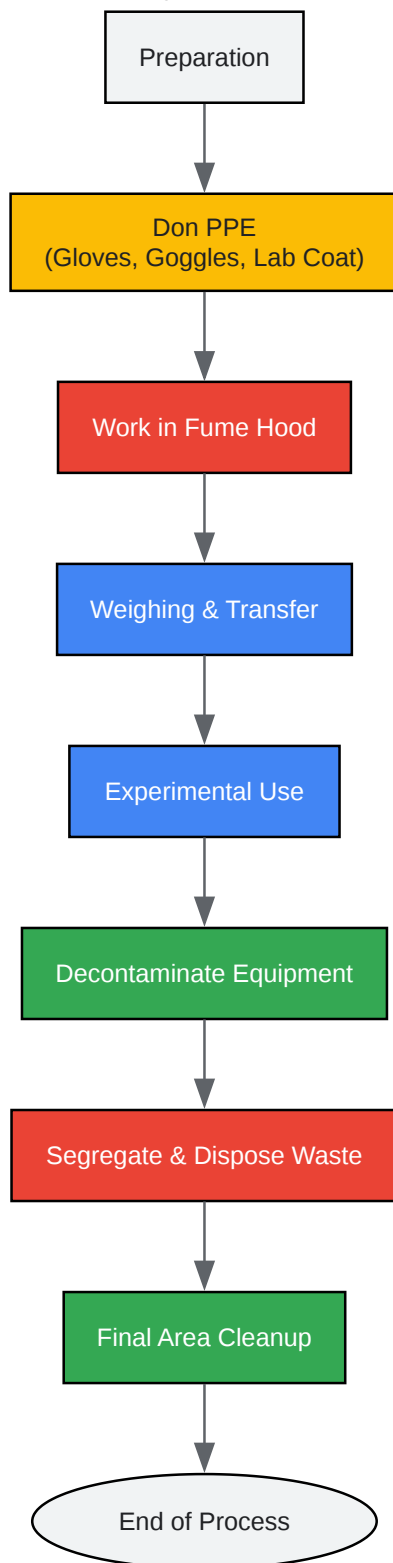 Preparation
Don PPE
(Gloves, Goggles, Lab Coat)
Work in Fume Hood
Weighing & Transfer
Experimental Use
Decontaminate Equipment
Segregate & Dispose Waste
Final Area Cleanup
End of Process